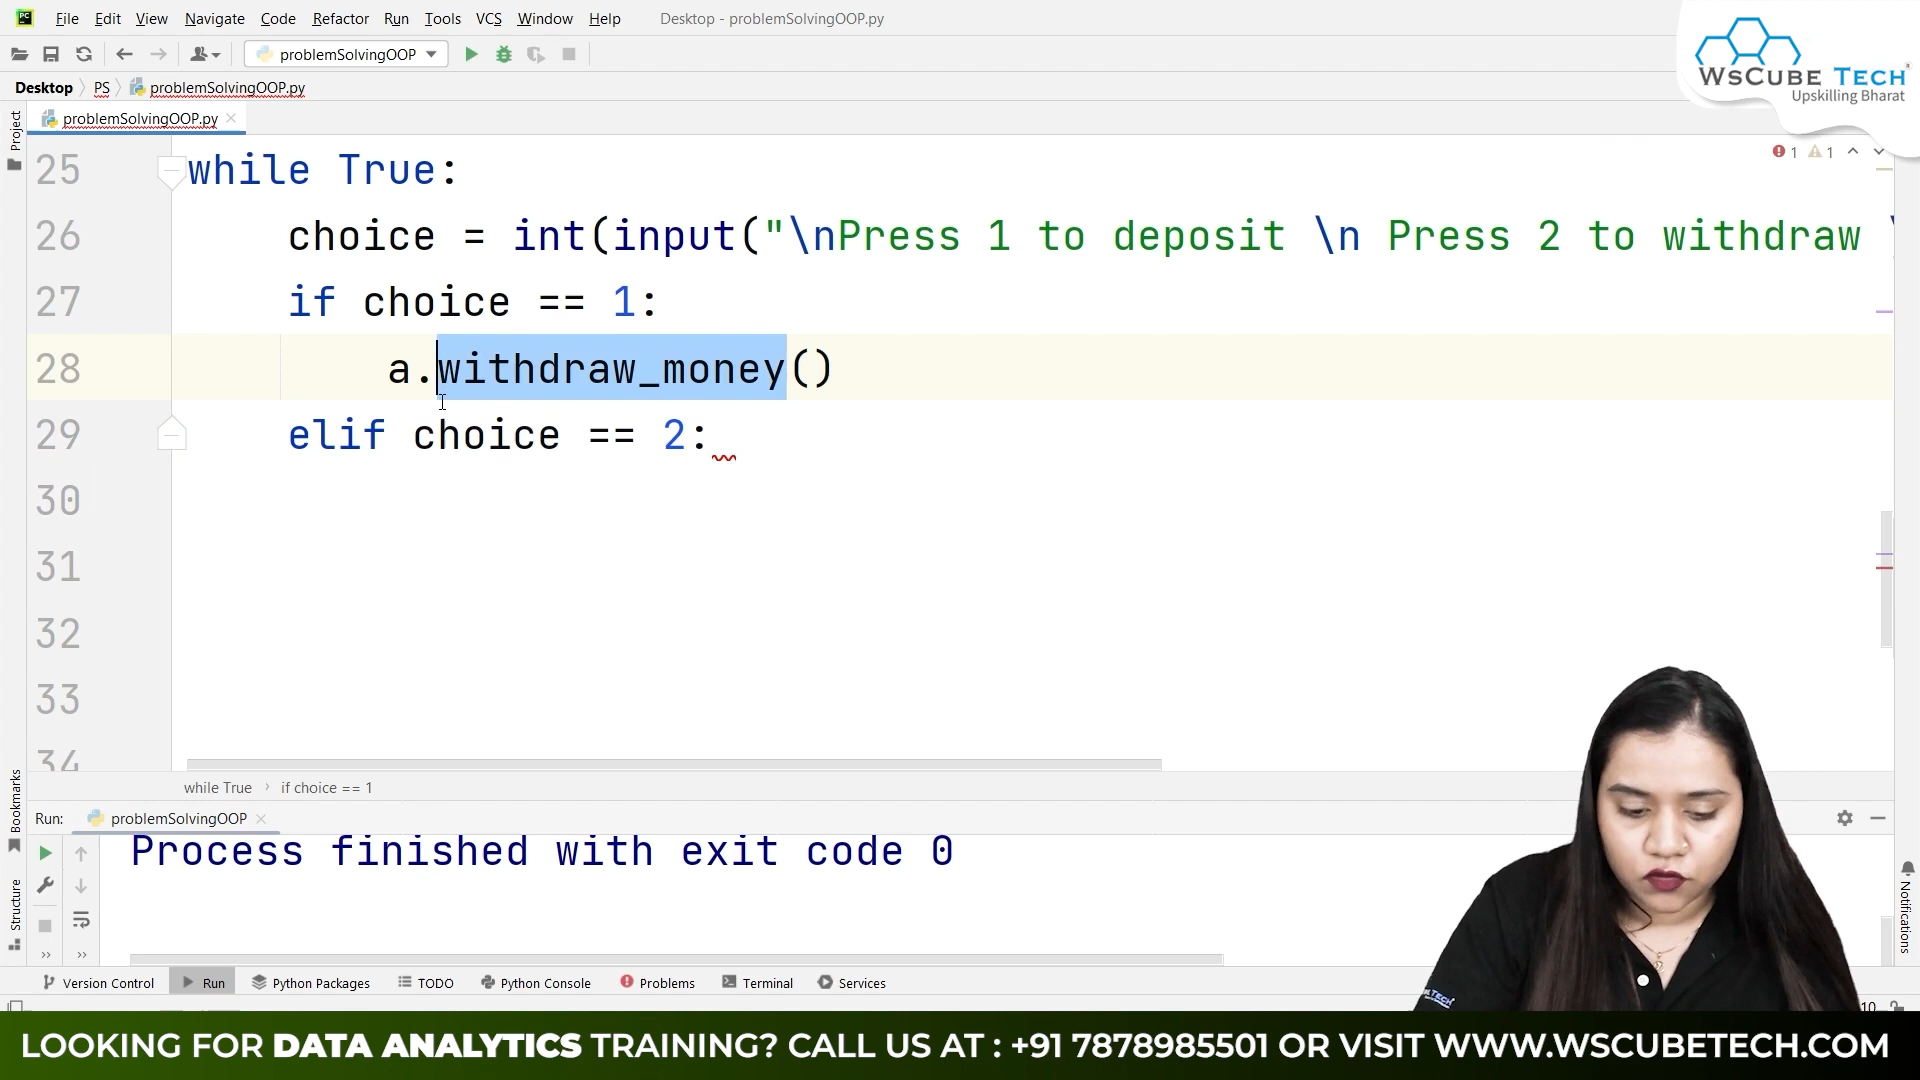 File Edit View Navigate Code Refactor Run Tools VCS Window Help Desktop - problemSolvingOOP.py
problemSolvingOOP
WsCube Tech
Upskilling Bharat
Desktop PS problemSolvingOOP.py
Project
problemSolvingOOP.py
1 1
25 while True:
26 choice = int(input("\nPress 1 to deposit \n Press 2 to withdraw \
27 if choice == 1:
28 a.withdraw_money()
29 elif choice == 2:
30
31
32
33
34
while True › if choice == 1
Bookmarks
Run: problemSolvingOOP
Process finished with exit code 0
Structure
Notifications
Version Control Run Python Packages TODO Python Console Problems Terminal Services
LOOKING FOR DATA ANALYTICS TRAINING? CALL US AT : +91 7878985501 OR VISIT WWW.WSCUBETECH.COM